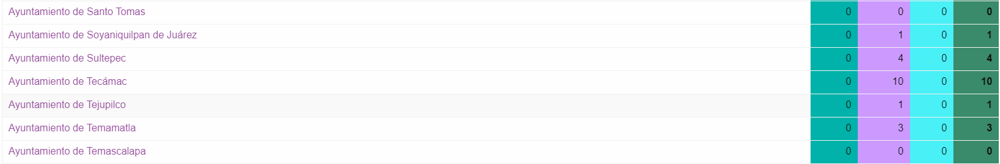 Ayuntamiento de Santo Tomas 0 0 0 0
Ayuntamiento de Soyaniquilpan de Juárez 0 1 0 1
Ayuntamiento de Sultepec 0 4 0 4
Ayuntamiento de Tecámac 0 10 0 10
Ayuntamiento de Tejupilco 0 1 0 1
Ayuntamiento de Temamatla 0 3 0 3
Ayuntamiento de Temascalapa 0 0 0 0